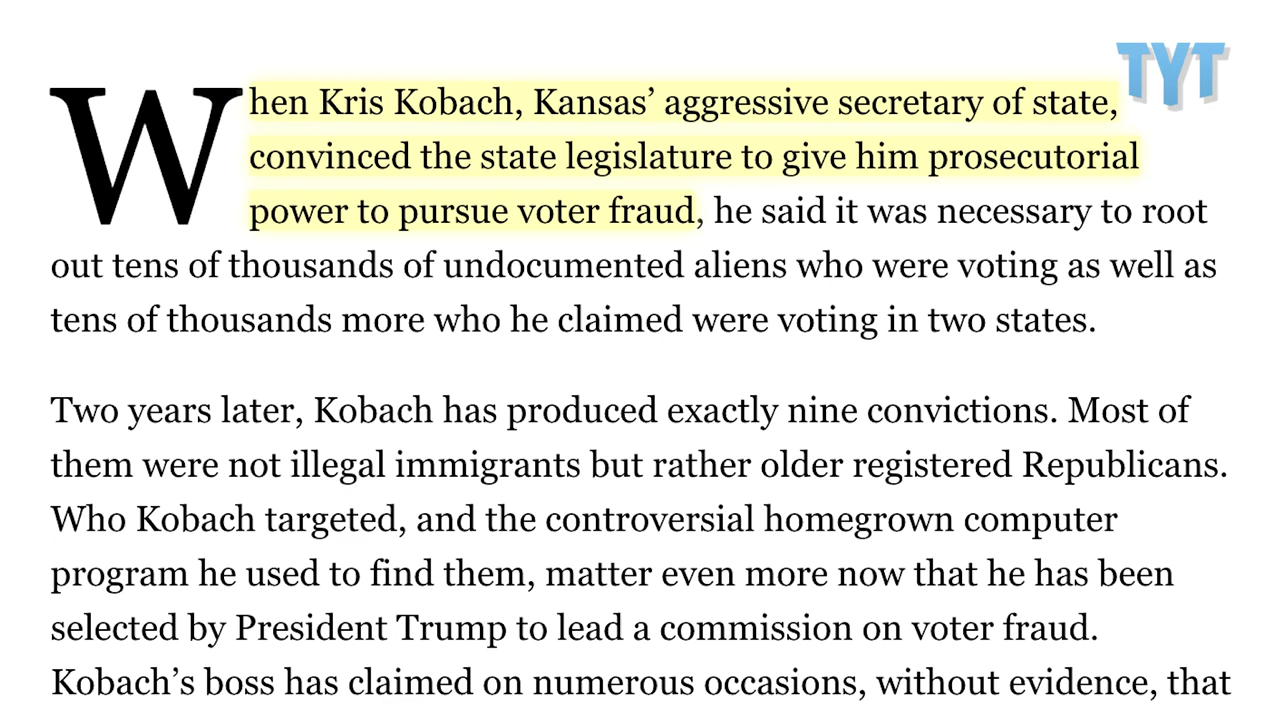 TYT
When Kris Kobach, Kansas’ aggressive secretary of state,
convinced the state legislature to give him prosecutorial
power to pursue voter fraud, he said it was necessary to root
out tens of thousands of undocumented aliens who were voting as well as
tens of thousands more who he claimed were voting in two states.
Two years later, Kobach has produced exactly nine convictions. Most of
them were not illegal immigrants but rather older registered Republicans.
Who Kobach targeted, and the controversial homegrown computer
program he used to find them, matter even more now that he has been
selected by President Trump to lead a commission on voter fraud.
Kobach’s boss has claimed on numerous occasions, without evidence, that